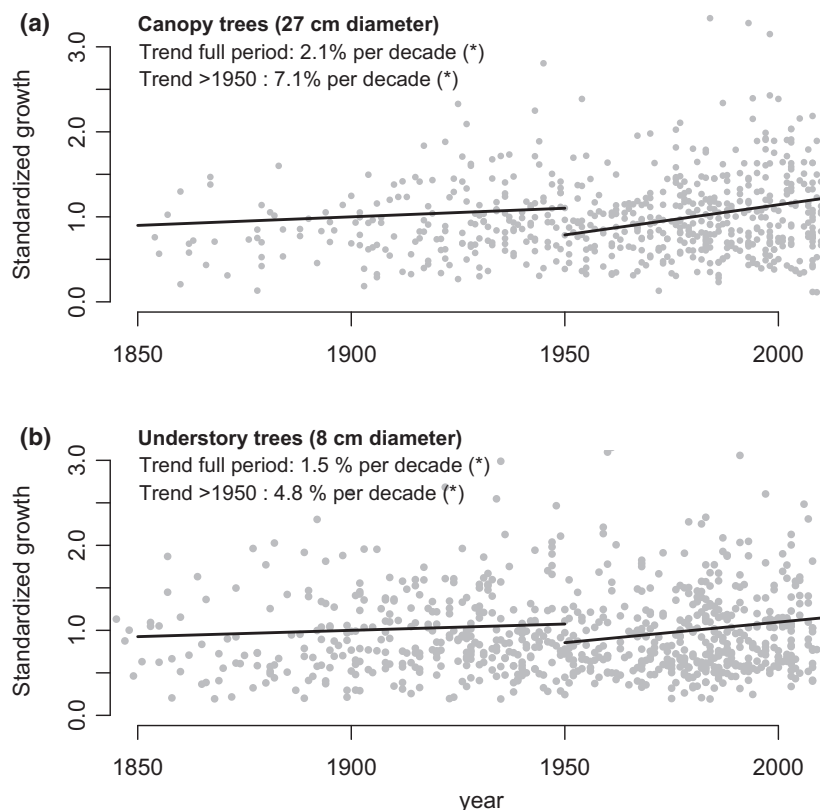 (a) Canopy trees (27 cm diameter)
Trend full period: 2.1% per decade (*)
Trend >1950 : 7.1% per decade (*)
Standardized growth
3.0
2.0
1.0
0.0
1850 1900 1950 2000
(b) Understory trees (8 cm diameter)
Trend full period: 1.5 % per decade (*)
Trend >1950 : 4.8 % per decade (*)
Standardized growth
3.0
2.0
1.0
0.0
1850 1900 1950 2000
year